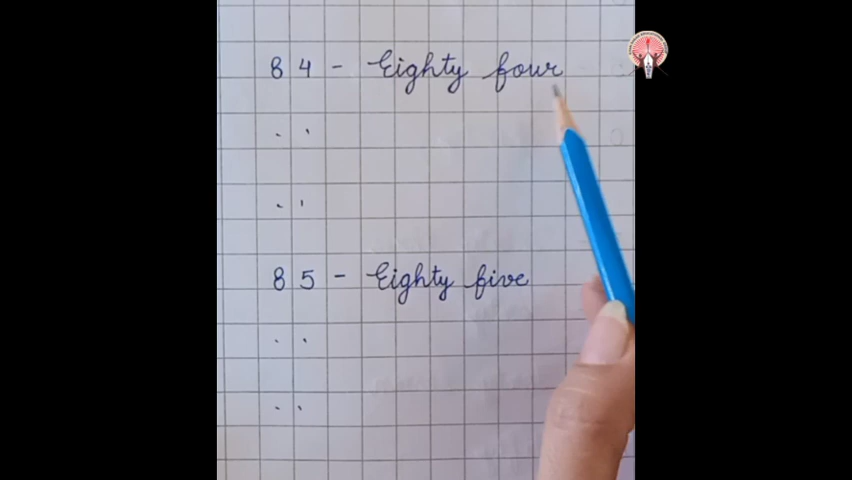 84 - Eighty four
. .
. .
85 - Eighty five
. .
. .